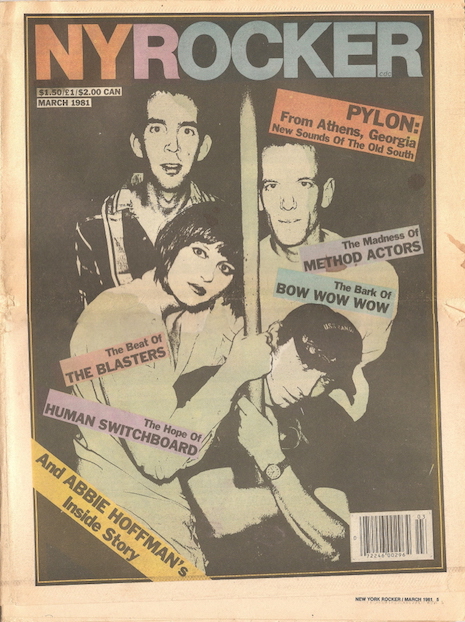 NYROCKER
$1.50/£1/$2.00 CAN
MARCH 1981
PYLON:
From Athens, Georgia
New Sounds Of The Old South
The Madness Of
METHOD ACTORS
The Bark Of
BOW WOW WOW
The Beat Of
THE BLASTERS
The Hope Of
HUMAN SWITCHBOARD
And ABBIE HOFFMAN's
Inside Story
NEW YORK ROCKER / MARCH 1981